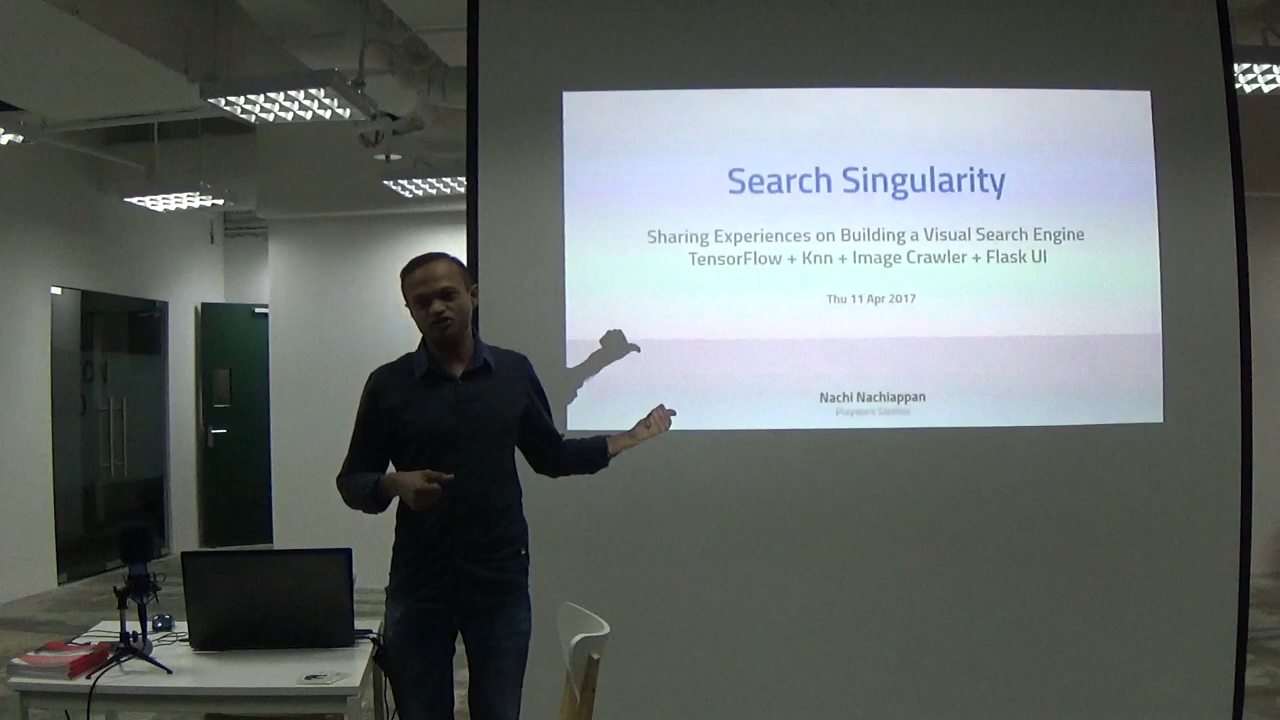 Search Singularity
Sharing Experiences on Building a Visual Search Engine
TensorFlow + Knn + Image Crawler + Flask UI
Thu 11 Apr 2017
Nachi Nachiappan